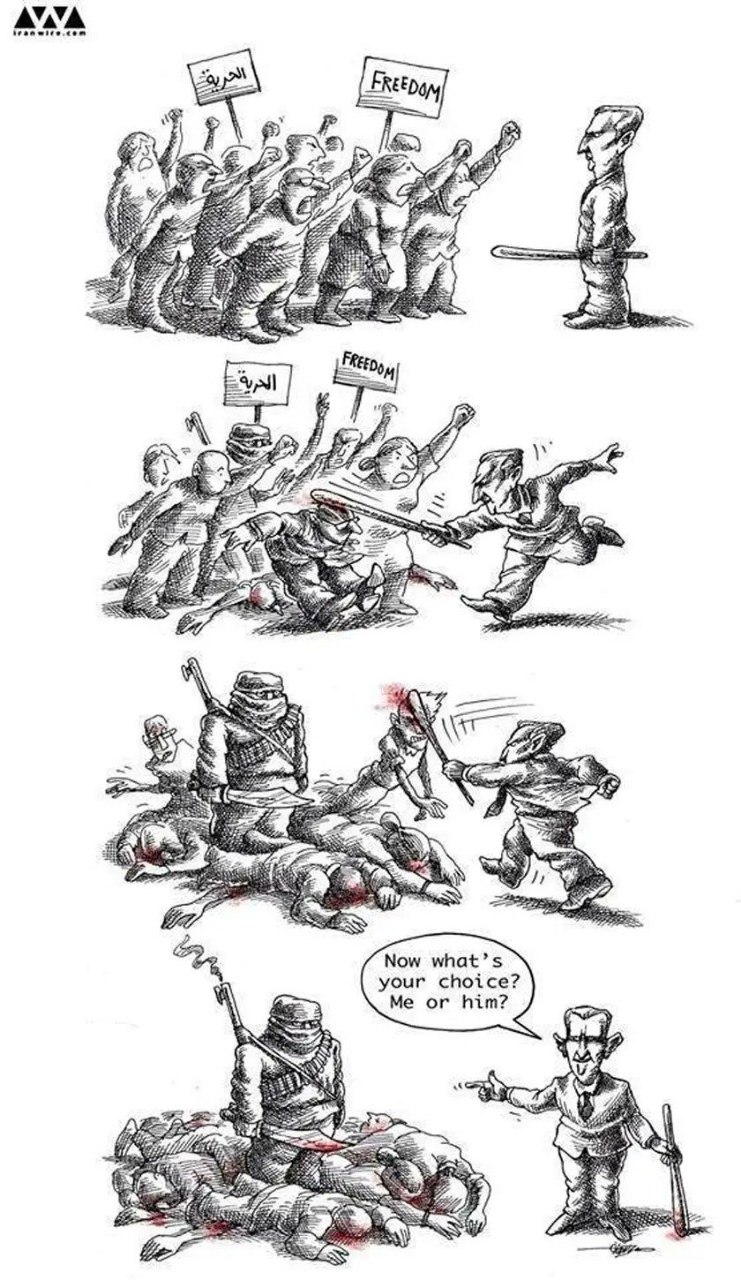 iranwire.com
الحرية
FREEDOM
الحرية
FREEDOM
Now what's
your choice?
Me or him?